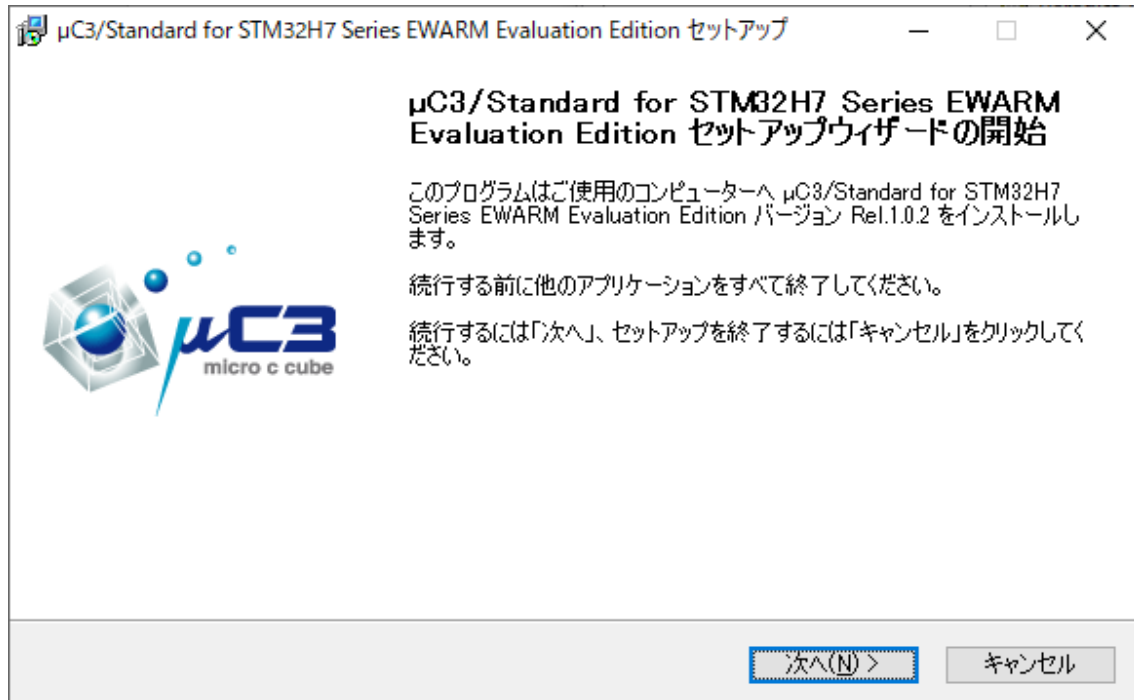 μC3/Standard for STM32H7 Series EWARM Evaluation Edition セットアップ
μC3/Standard for STM32H7 Series EWARM
Evaluation Edition セットアップウィザードの開始
このプログラムはご使用のコンピューターへ μC3/Standard for STM32H7
Series EWARM Evaluation Edition バージョン Rel.1.0.2 をインストールし
ます。
続行する前に他のアプリケーションをすべて終了してください。
続行するには「次へ」、セットアップを終了するには「キャンセル」をクリックしてく
ださい。
μC3
micro c cube
次へ(N) >
キャンセル